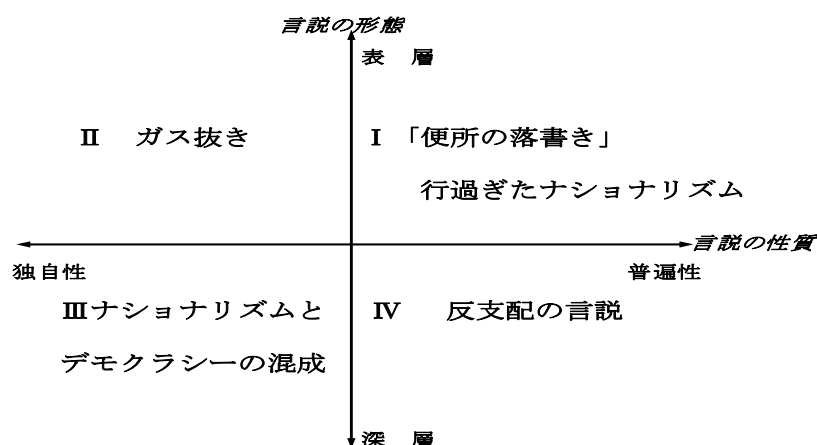 言説の形態
表　層
Ⅱ　ガス抜き
Ⅰ 「便所の落書き」
行過ぎたナショナリズム
言説の性質
独自性
普遍性
Ⅲナショナリズムと
デモクラシーの混成
Ⅳ　反支配の言説
深　層